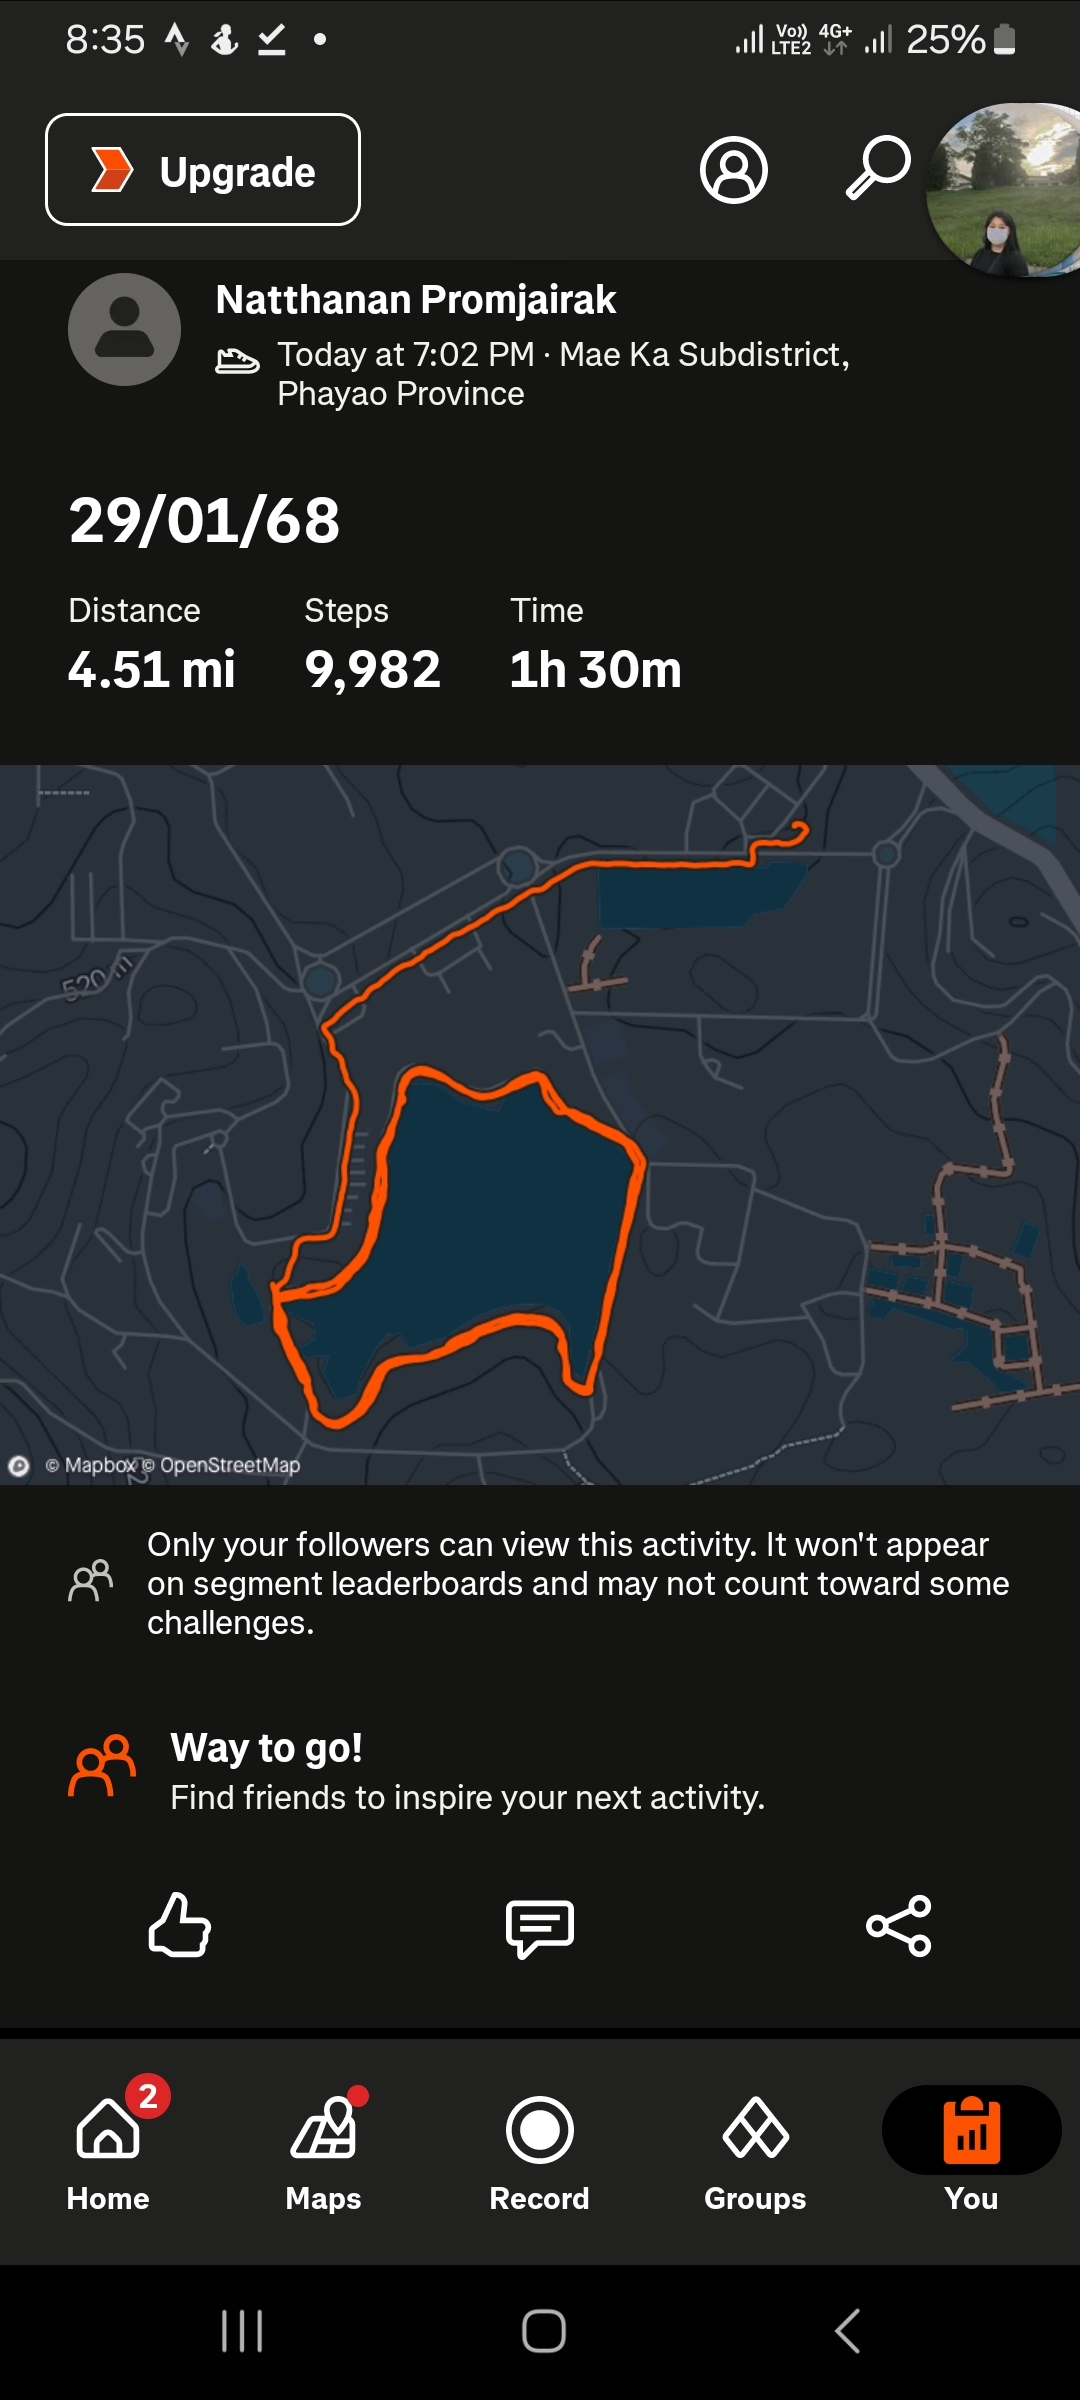 8:35
Vo)) LTE2 4G+ 25%
Upgrade
Natthanan Promjairak
Today at 7:02 PM · Mae Ka Subdistrict,
Phayao Province
29/01/68
Distance Steps Time
4.51 mi 9,982 1h 30m
520 m
© Mapbox © OpenStreetMap
Only your followers can view this activity. It won't appear
on segment leaderboards and may not count toward some
challenges.
Way to go!
Find friends to inspire your next activity.
2
Home Maps Record Groups You